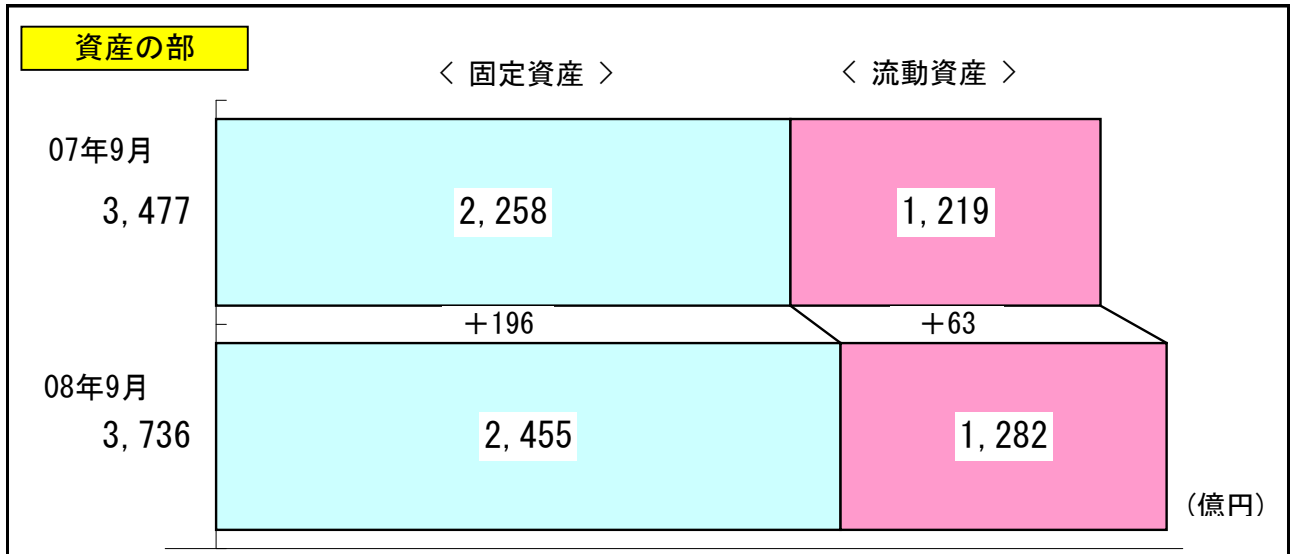 資産の部
< 固定資産 >
< 流動資産 >
07年9月
3,477
2,258
1,219
+196
+63
08年9月
3,736
2,455
1,282
(億円)